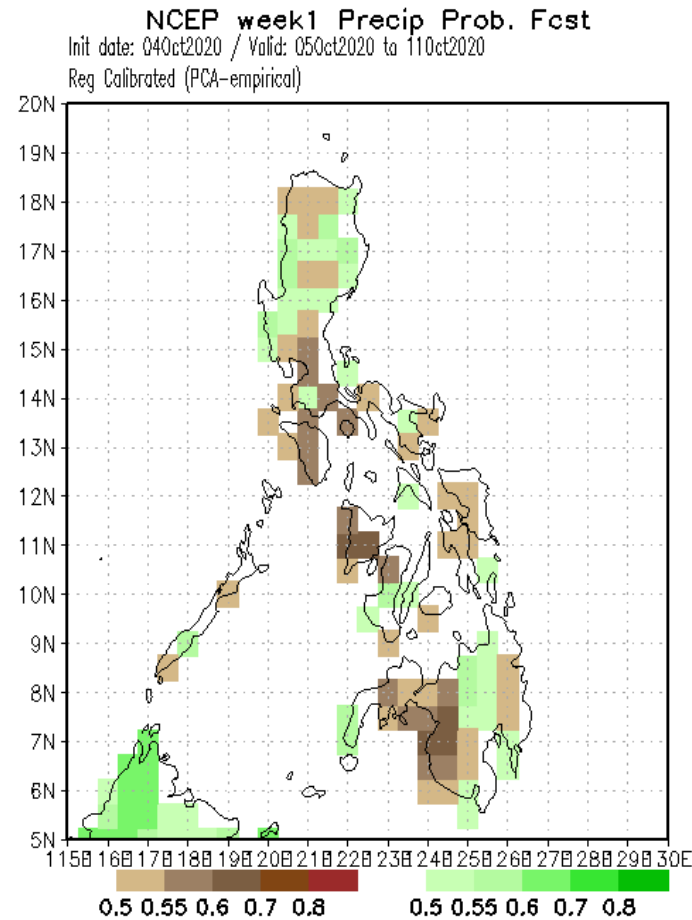 NCEP week1 Precip Prob. Fcst
Init date: 04Oct2020 / Valid: 05Oct2020 to 11Oct2020
Reg Calibrated (PCA-empirical)
20N
19N
18N
17N
16N
15N
14N
13N
12N
11N
10N
9N
8N
7N
6N
5N
115E 116E 117E 118E 119E 120E 121E 122E 123E 124E 125E 126E 127E 128E 129E 130E
0.5 0.55 0.6 0.7 0.8 0.5 0.55 0.6 0.7 0.8